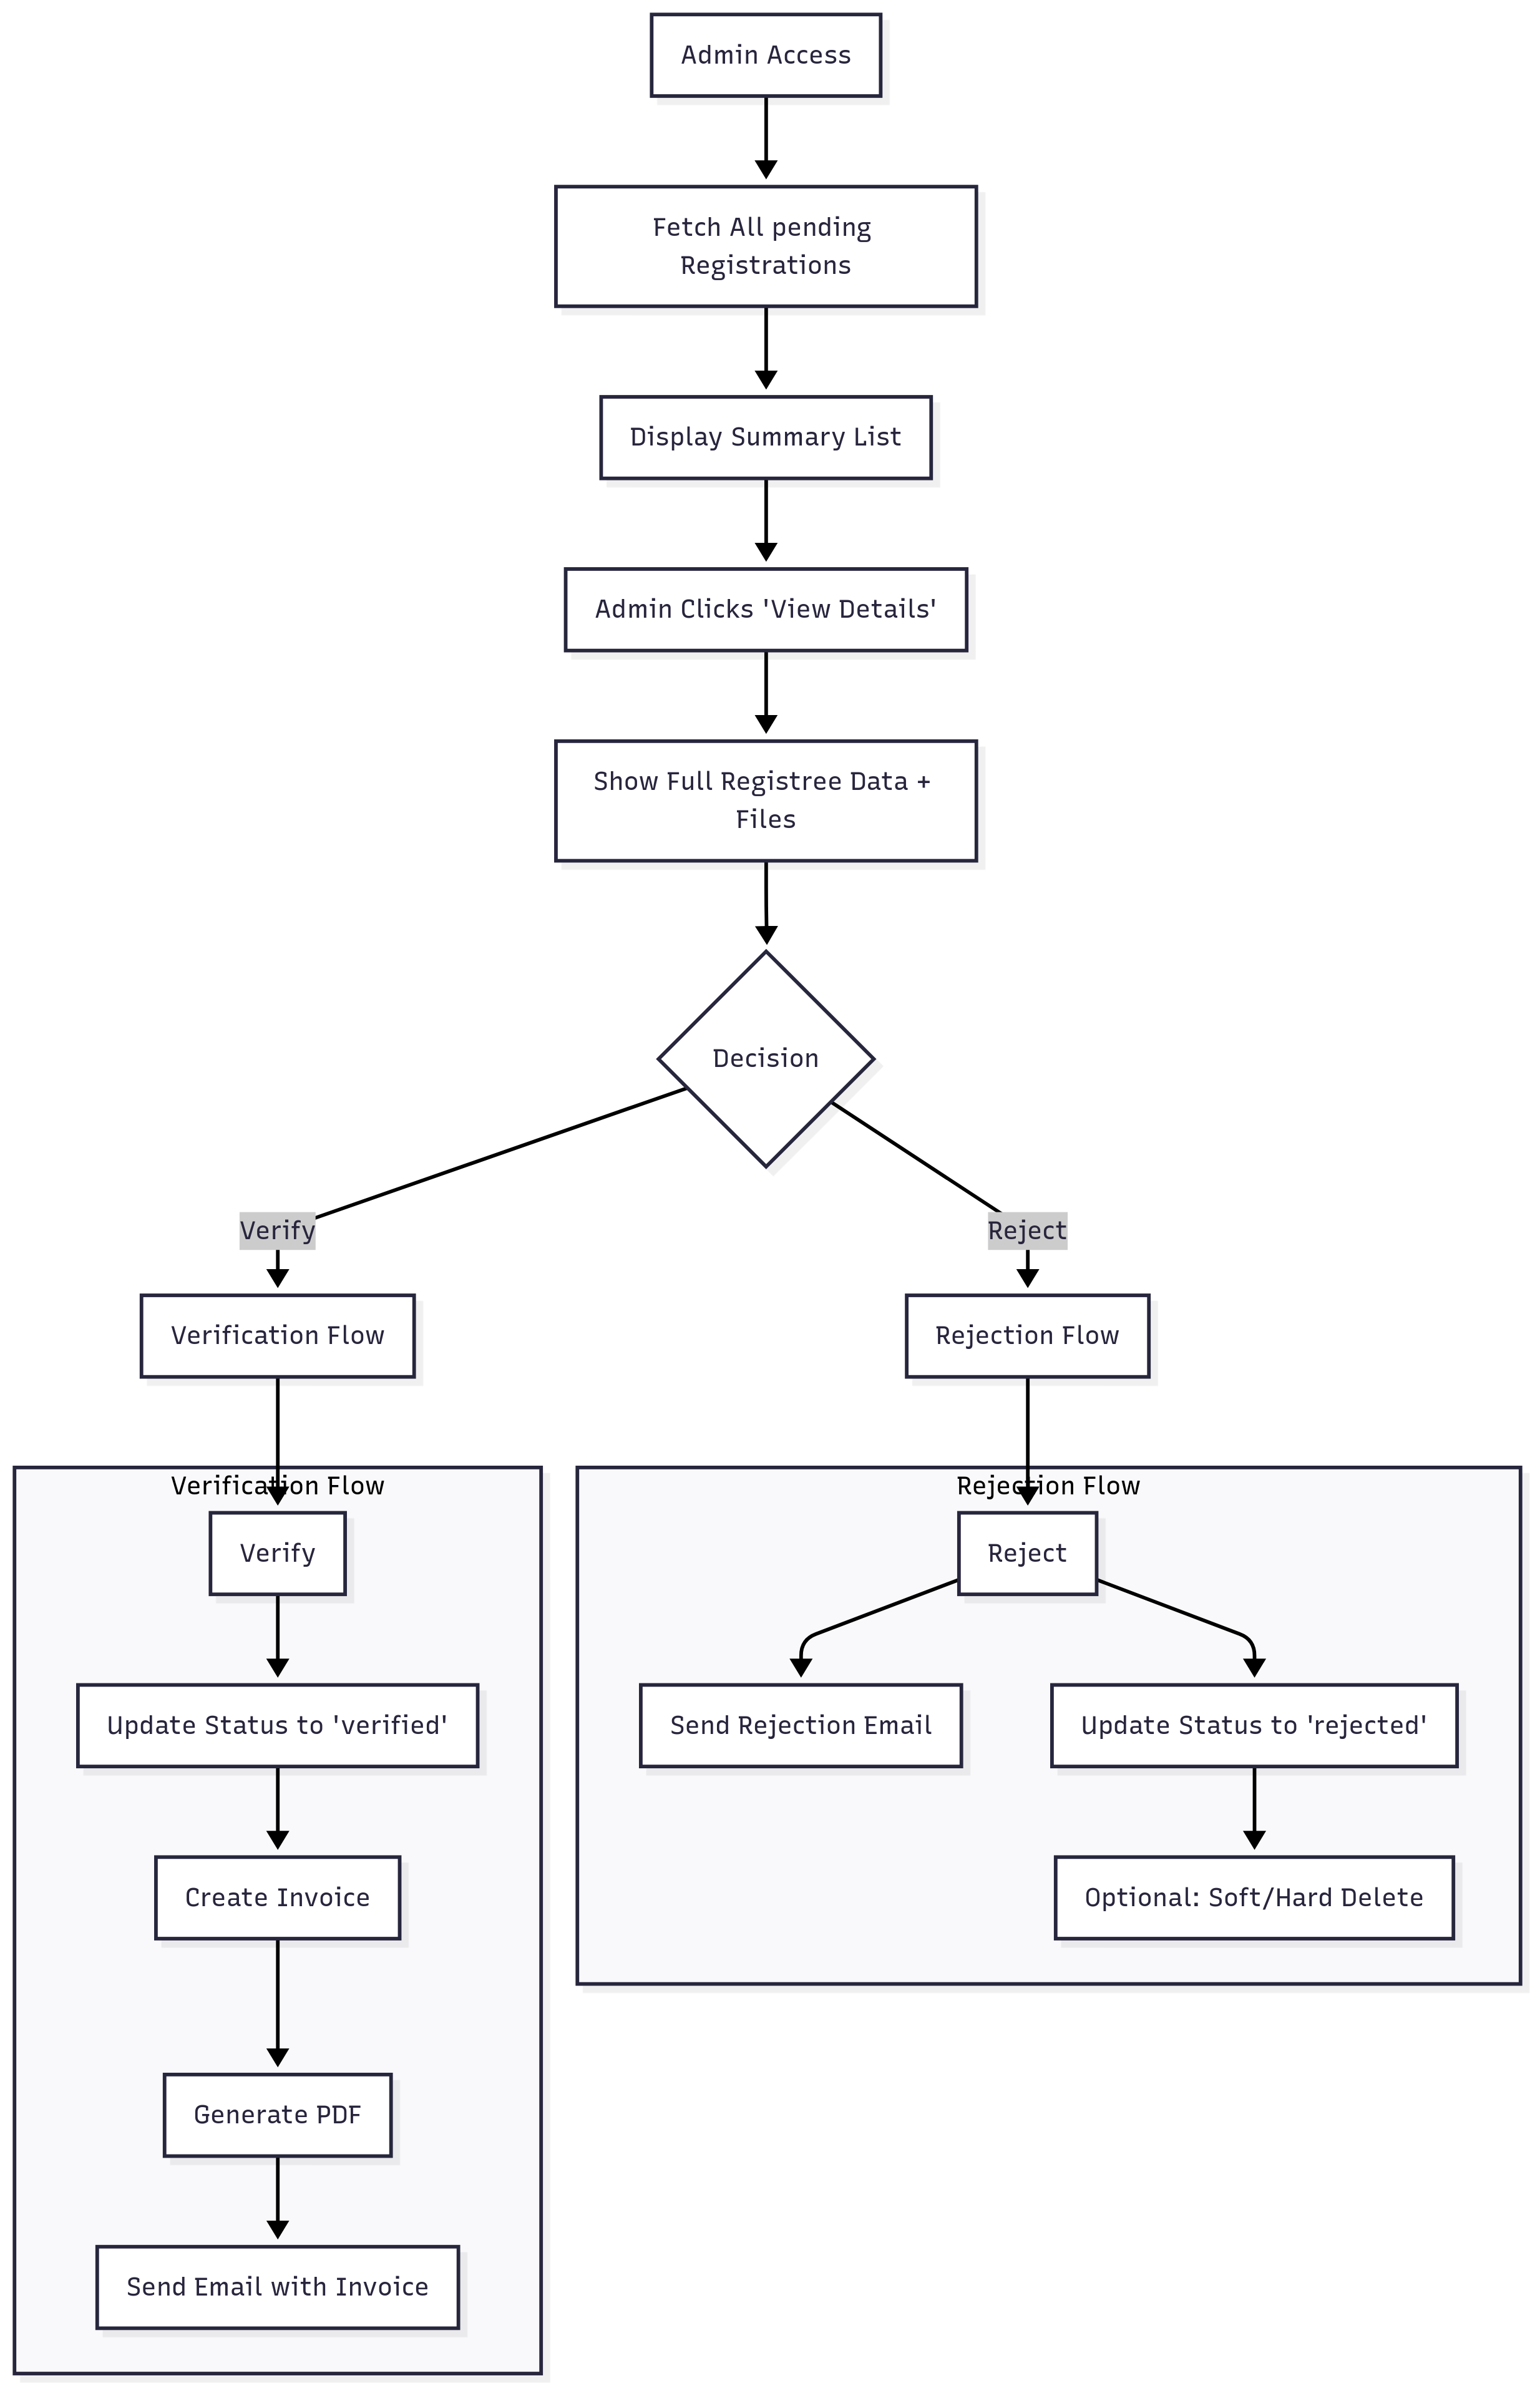 Admin Access
Fetch All pending
Registrations
Display Summary List
Admin Clicks 'View Details'
Show Full Registree Data +
Files
Decision
Verify
Reject
Verification Flow
Rejection Flow
Verification Flow
Rejection Flow
Verify
Reject
Update Status to 'verified'
Send Rejection Email
Update Status to 'rejected'
Create Invoice
Optional: Soft/Hard Delete
Generate PDF
Send Email with Invoice